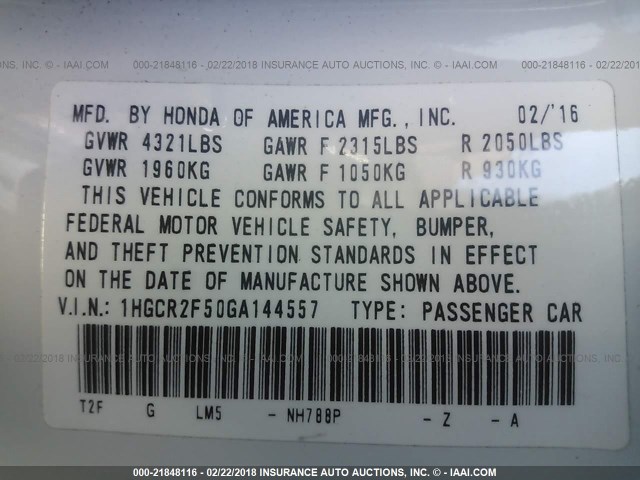 000-21848116 - 02/22/2018 INSURANCE AUTO AUCTIONS, INC. - © - IAAI.COM
MFD. BY HONDA OF AMERICA MFG., INC. 02/'16
GVWR 4321LBS GAWR F 2315LBS R 2050LBS
GVWR 1960KG GAWR F 1050KG R 930KG
THIS VEHICLE CONFORMS TO ALL APPLICABLE
FEDERAL MOTOR VEHICLE SAFETY, BUMPER,
AND THEFT PREVENTION STANDARDS IN EFFECT
ON THE DATE OF MANUFACTURE SHOWN ABOVE.
V.I.N.: 1HGCR2F50GA144557 TYPE: PASSENGER CAR
000-21848116 - 02/22/2018 INSURANCE AUTO AUCTIONS, INC. - © - IAAI.COM
T2F G LM5 - NH788P - Z - A
000-21848116 - 02/22/2018 INSURANCE AUTO AUCTIONS, INC. - © - IAAI.COM